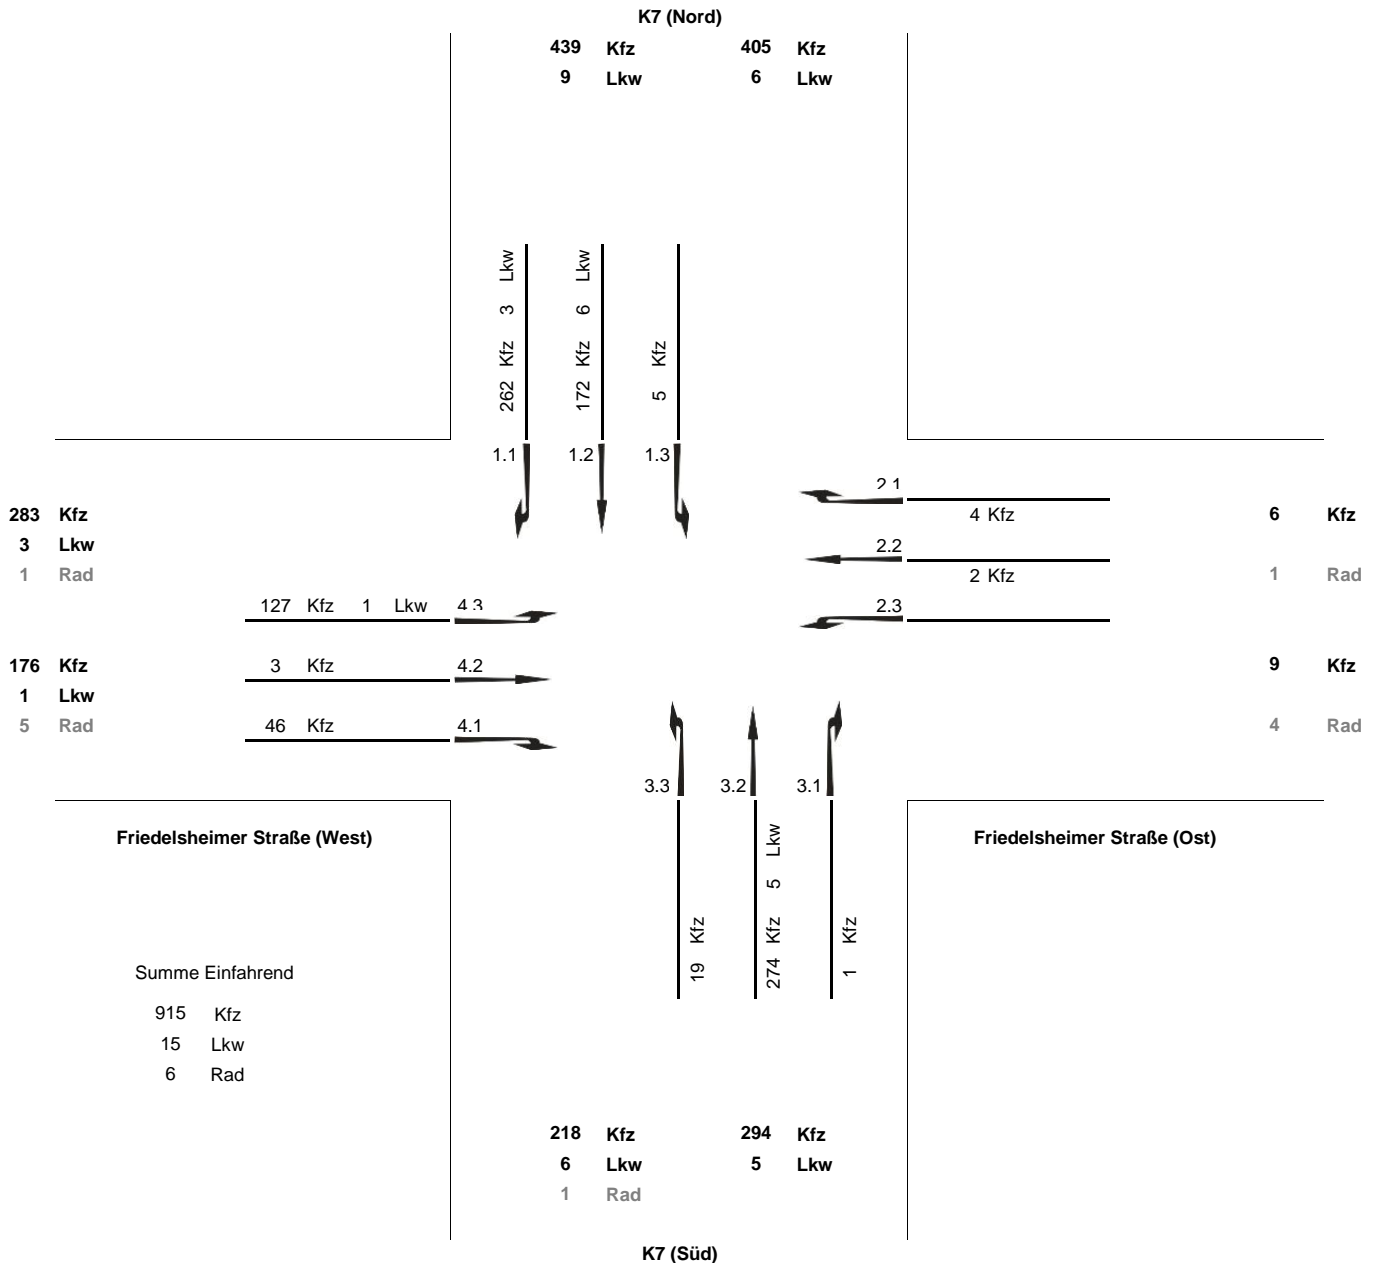 K7 (Nord)
439 Kfz 405 Kfz
9 Lkw 6 Lkw
262 Kfz 3 Lkw
172 Kfz 6 Lkw
5 Kfz
1.1 1.2 1.3
283 Kfz
3 Lkw
1 Rad
2.1
4 Kfz
2.2
2 Kfz
2.3
6 Kfz
1 Rad
127 Kfz 1 Lkw 4.3
176 Kfz
1 Lkw
5 Rad
3 Kfz 4.2
46 Kfz 4.1
9 Kfz
4 Rad
3.3 3.2 3.1
19 Kfz
274 Kfz 5 Lkw
1 Kfz
Friedelsheimer Straße (West)
Friedelsheimer Straße (Ost)
Summe Einfahrend
915 Kfz
15 Lkw
6 Rad
218 Kfz 294 Kfz
6 Lkw 5 Lkw
1 Rad
K7 (Süd)